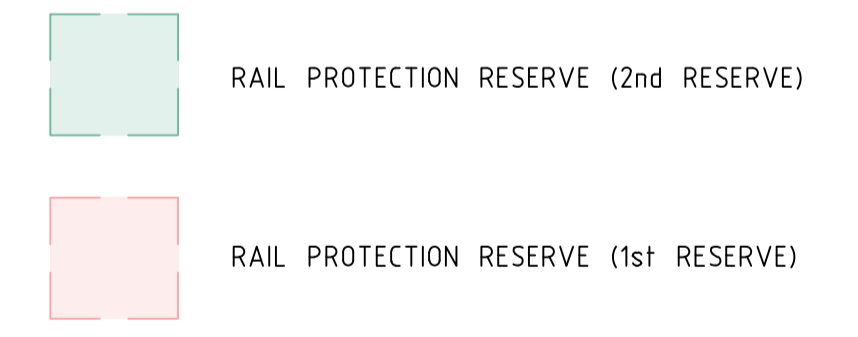 RAIL PROTECTION RESERVE (2nd RESERVE)
RAIL PROTECTION RESERVE (1st RESERVE)